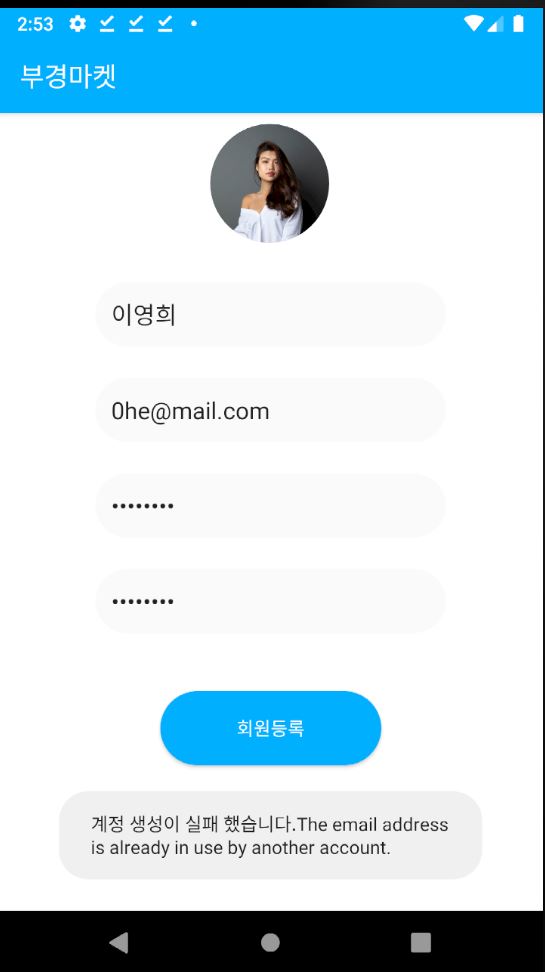 2:53
부경마켓
이영희
0he@mail.com
••••••••
••••••••
회원등록
계정 생성이 실패 했습니다.The email address
is already in use by another account.